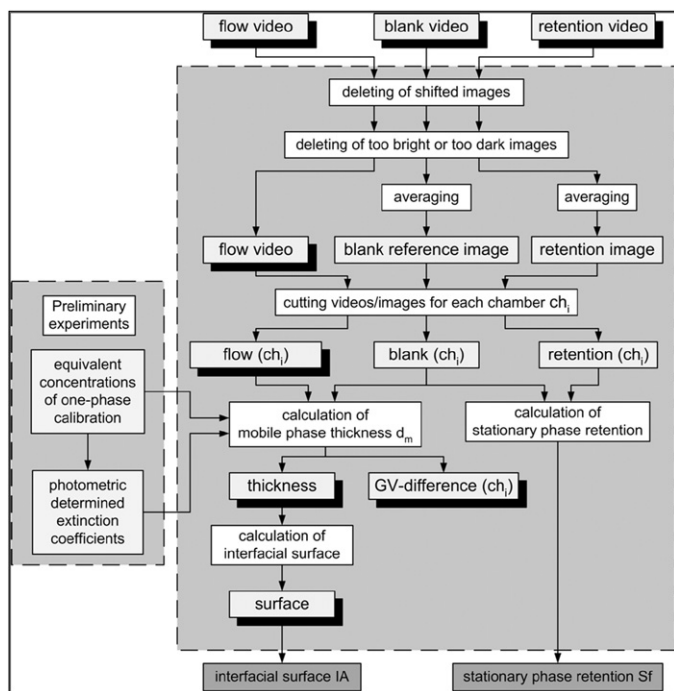 flow video
blank video
retention video
deleting of shifted images
deleting of too bright or too dark images
averaging
averaging
flow video
blank reference image
retention image
cutting videos/images for each chamber chi
Preliminary
experiments
equivalent
concentrations
of one-phase
calibration
photometric
determined
extinction
coefficients
flow (chi)
blank (chi)
retention (chi)
calculation of
mobile phase thickness dm
calculation of
stationary phase retention
thickness
GV-difference (chi)
calculation of
interfacial surface
surface
interfacial surface IA
stationary phase retention Sf